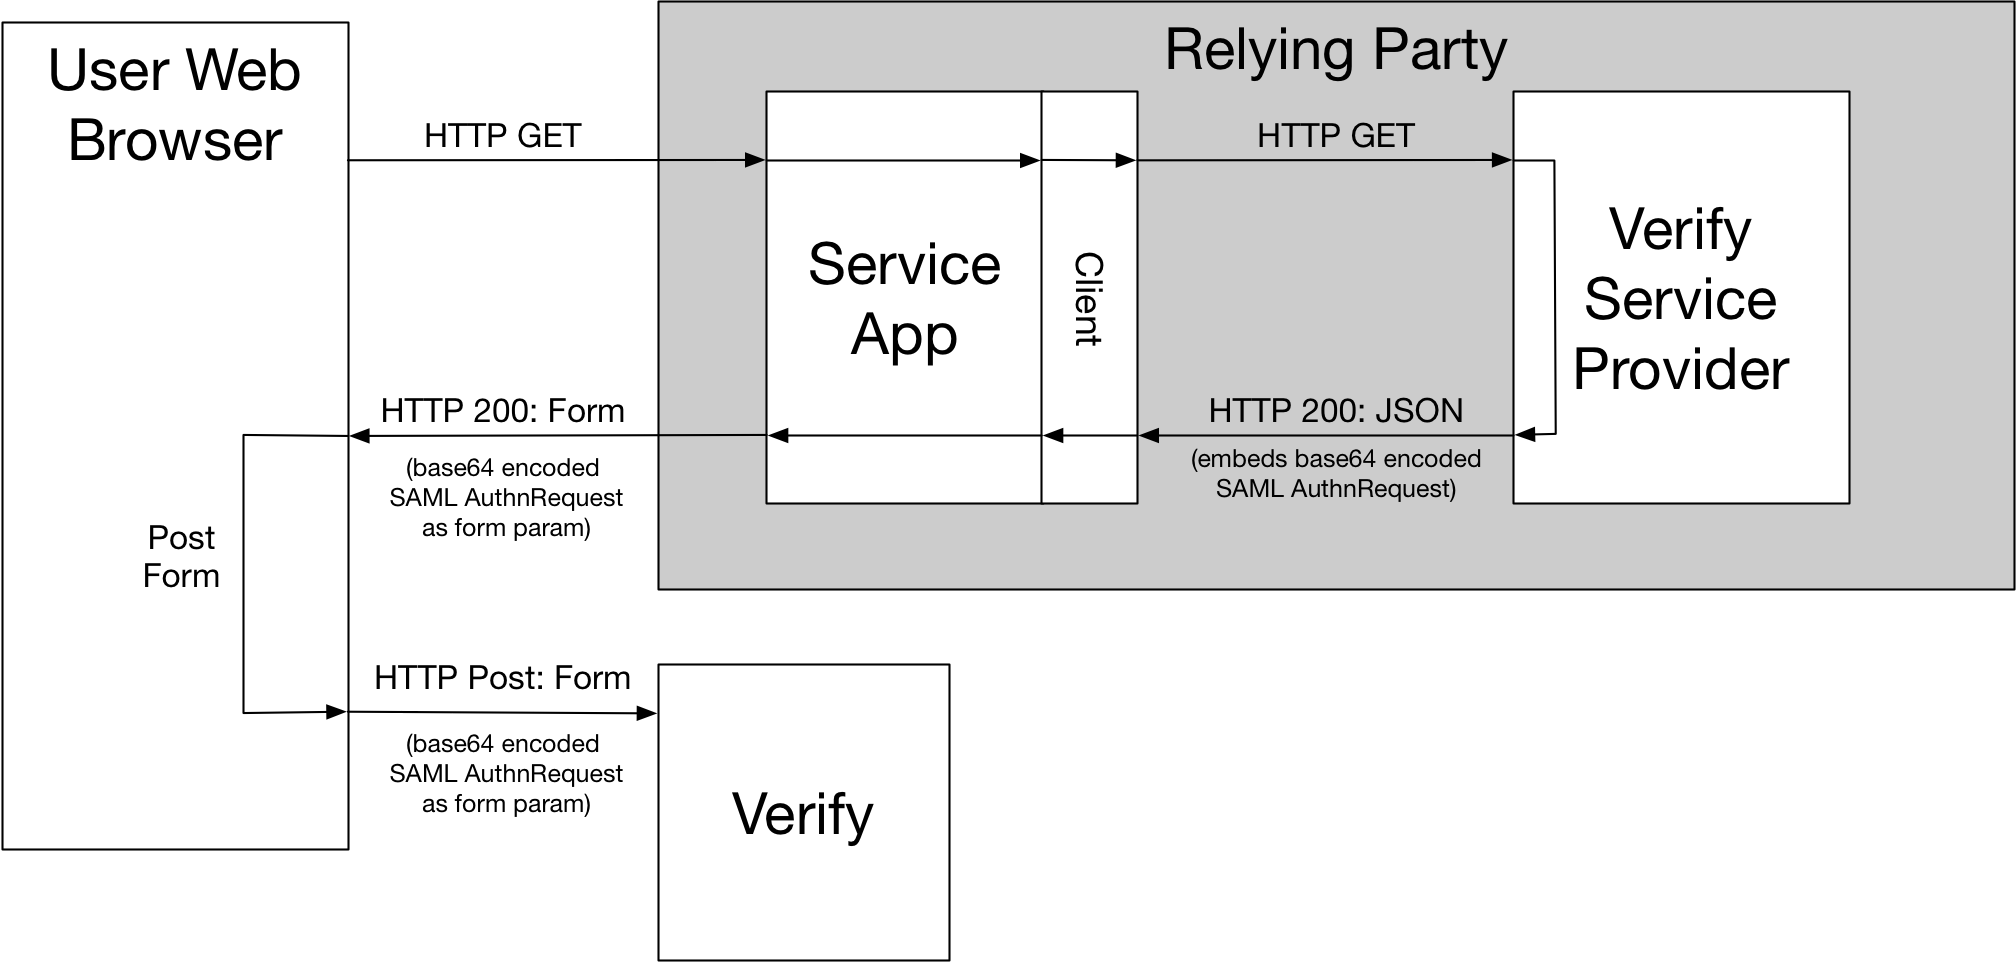 User Web
Browser
Relying Party
HTTP GET
HTTP GET
Service
App
Client
Verify
Service
Provider
HTTP 200: Form
(base64 encoded
SAML AuthnRequest
as form param)
HTTP 200: JSON
(embeds base64 encoded
SAML AuthnRequest)
Post
Form
HTTP Post: Form
(base64 encoded
SAML AuthnRequest
as form param)
Verify